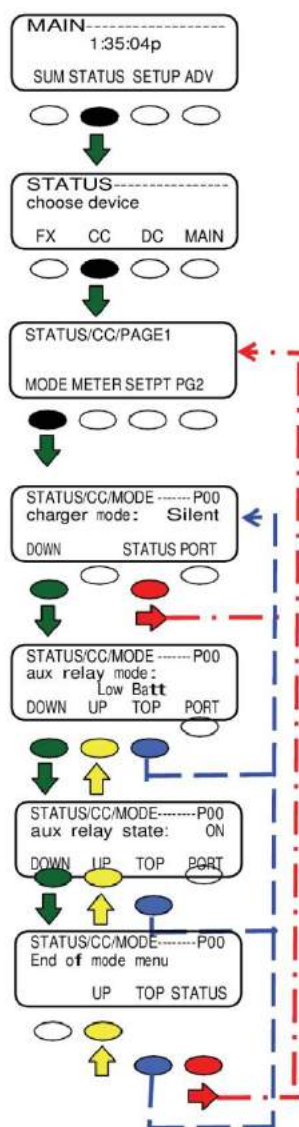 MAIN-----------------------
1:35:04p
SUM STATUS SETUP ADV
STATUS-----------------------
choose device
FX CC DC MAIN
STATUS/CC/PAGE1
MODE METER SETPT PG2
STATUS/CC/MODE ------ P00
charger mode: Silent
DOWN STATUS PORT
STATUS/CC/MODE ------ P00
aux relay mode:
Low Batt
DOWN UP TOP PORT
STATUS/CC/MODE-------P00
aux relay state: ON
DOWN UP TOP PORT
STATUS/CC/MODE-------P00
End of mode menu
UP TOP STATUS